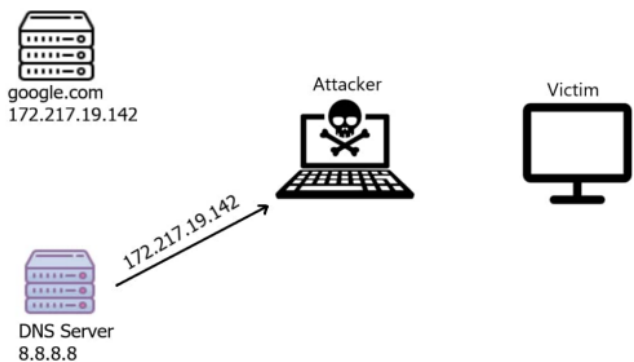 google.com
172.217.19.142
Attacker
Victim
172.217.19.142
DNS Server
8.8.8.8